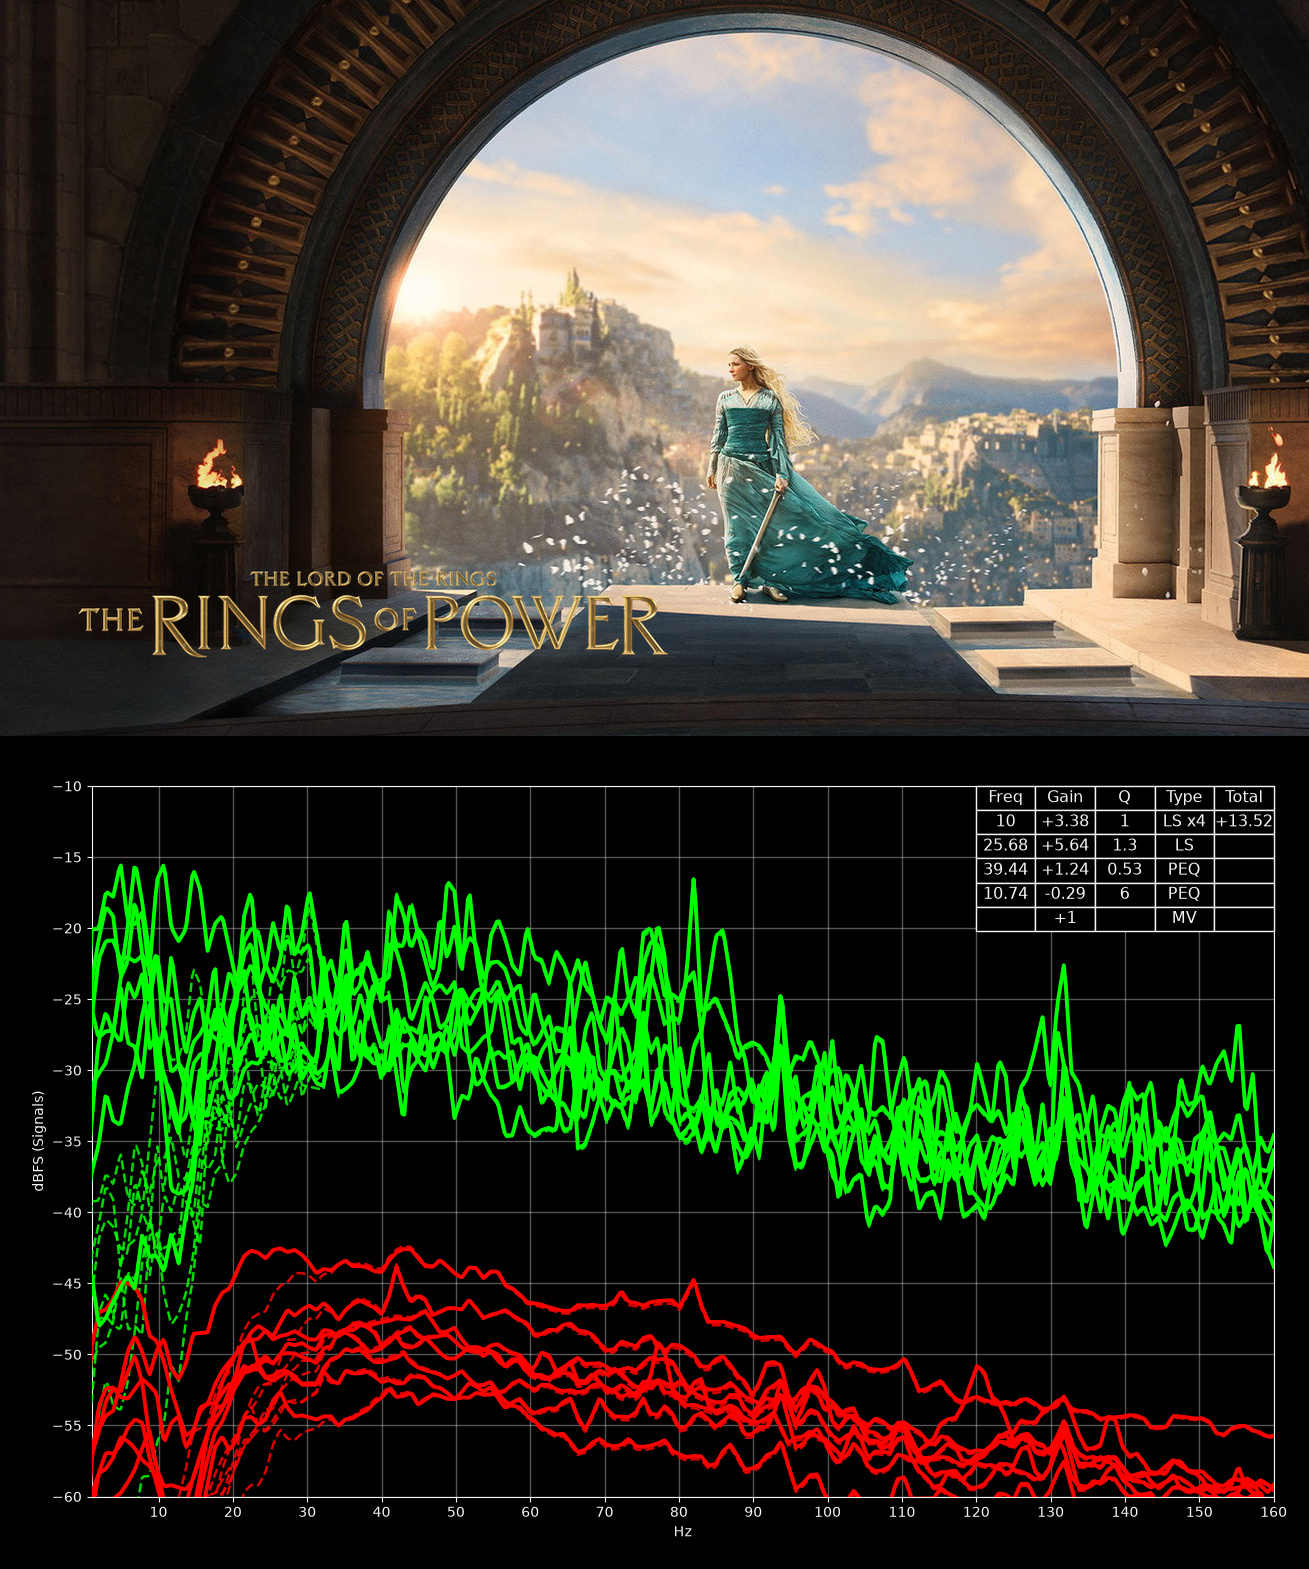 THE LORD OF THE RINGS
THE RINGS OF POWER
−10
−15
−20
−25
−30
−35
−40
−45
−50
−55
−60
dBFS (Signals)
Freq Gain Q Type Total
10 +3.38 1 LS x4 +13.52
25.68 +5.64 1.3 LS
39.44 +1.24 0.53 PEQ
10.74 -0.29 6 PEQ
+1 MV
10 20 30 40 50 60 70 80 90 100 110 120 130 140 150 160
Hz